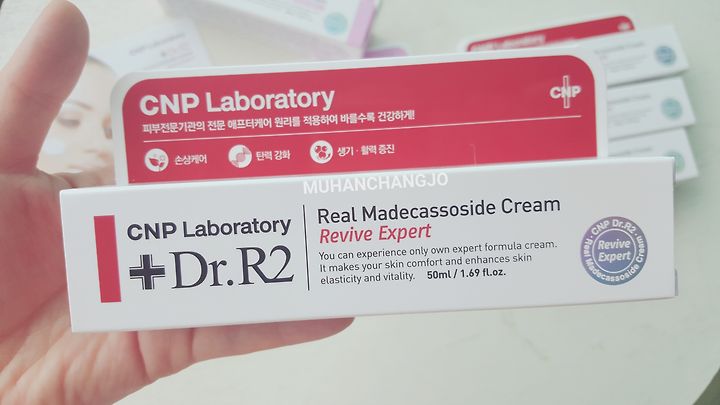 CNP Laboratory
CNP Laboratory
피부전문기관의 전문 애프터케어 원리를 적용하여 바를수록 건강하게!
CNP
손상케어
탄력 강화
생기 · 활력 증진
MUHANCHANGJO
CNP Laboratory
Dr.R2
Real Madecassoside Cream
Revive Expert
You can experience only own expert formula cream.
It makes your skin comfort and enhances skin
elasticity and vitality. 50ml / 1.69 fl.oz.
CNP Dr.R2
Revive
Expert
Real Madecassoside Cream